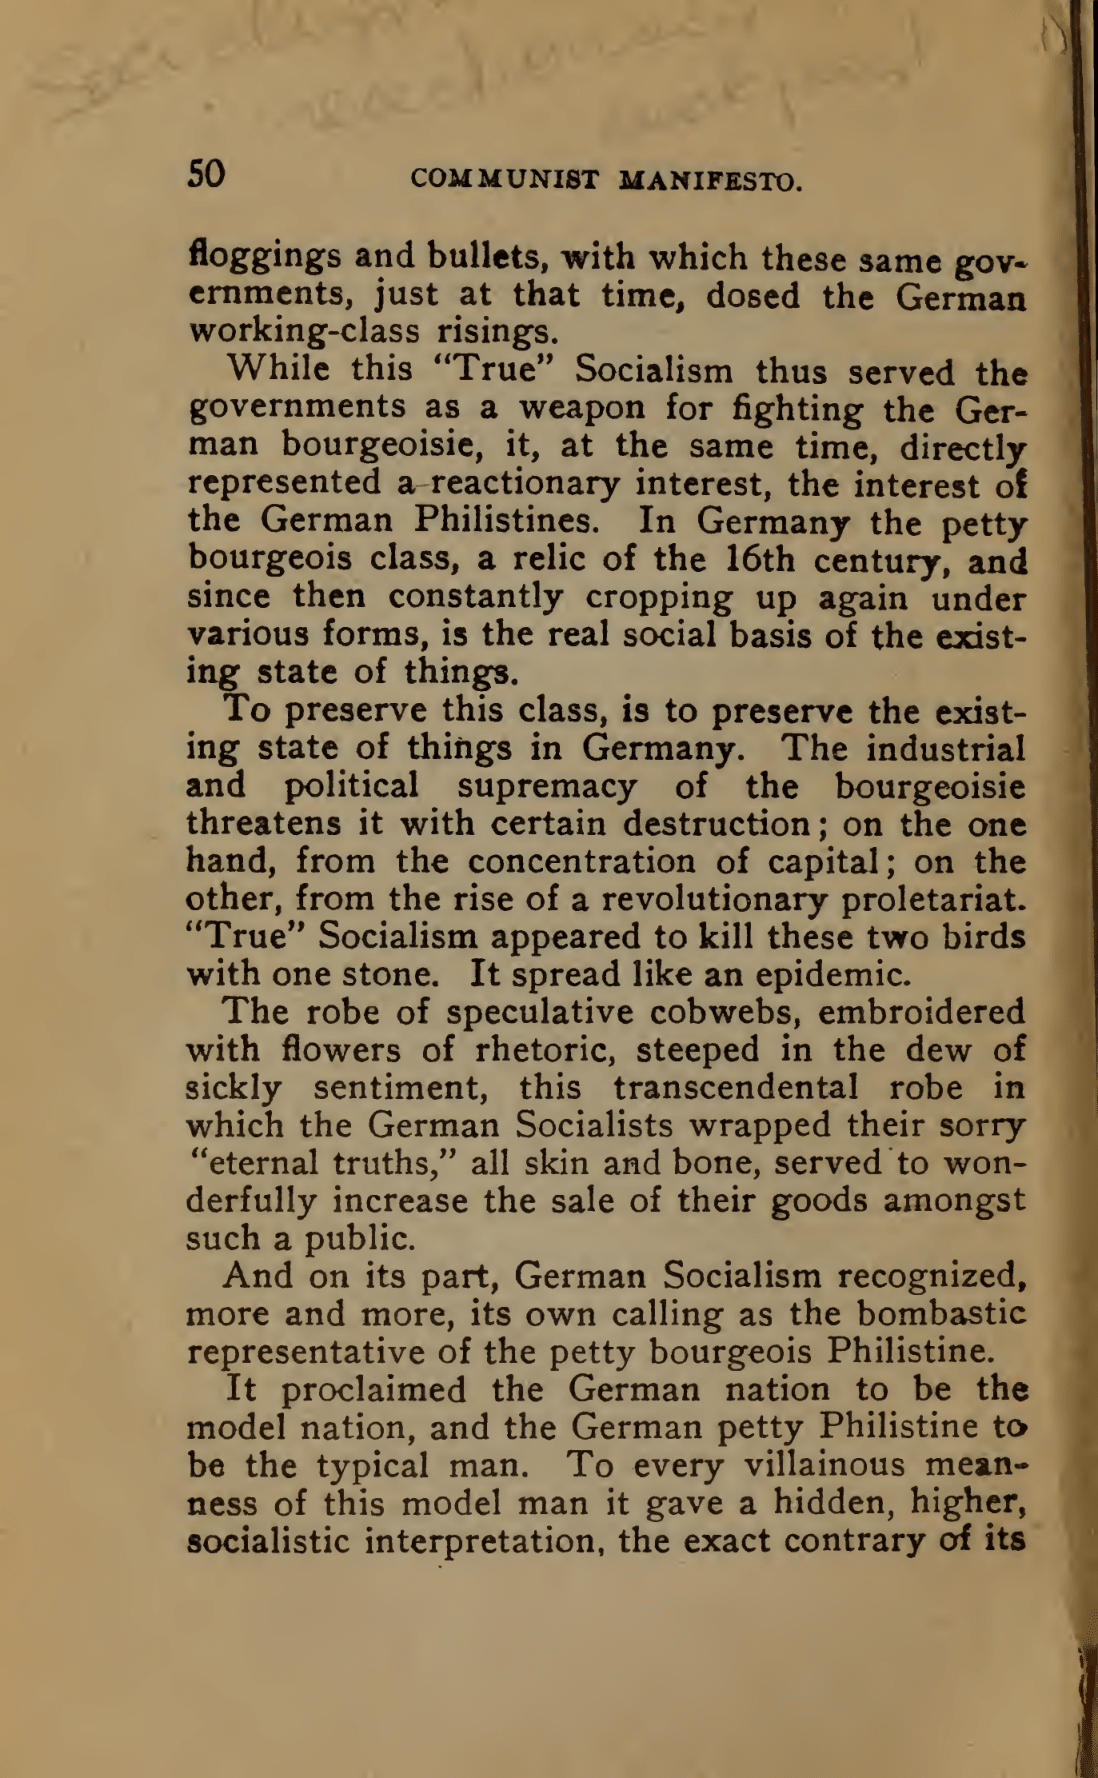 50 COMMUNIST MANIFESTO.
floggings and bullets, with which these same gov-
ernments, just at that time, dosed the German
working-class risings.
While this “True” Socialism thus served the
governments as a weapon for fighting the Ger-
man bourgeoisie, it, at the same time, directly
represented a reactionary interest, the interest of
the German Philistines. In Germany the petty
bourgeois class, a relic of the 16th century, and
since then constantly cropping up again under
various forms, is the real social basis of the exist-
ing state of things.
To preserve this class, is to preserve the exist-
ing state of things in Germany. The industrial
and political supremacy of the bourgeoisie
threatens it with certain destruction; on the one
hand, from the concentration of capital; on the
other, from the rise of a revolutionary proletariat.
“True” Socialism appeared to kill these two birds
with one stone. It spread like an epidemic.
The robe of speculative cobwebs, embroidered
with flowers of rhetoric, steeped in the dew of
sickly sentiment, this transcendental robe in
which the German Socialists wrapped their sorry
“eternal truths,” all skin and bone, served to won-
derfully increase the sale of their goods amongst
such a public.
And on its part, German Socialism recognized,
more and more, its own calling as the bombastic
representative of the petty bourgeois Philistine.
It proclaimed the German nation to be the
model nation, and the German petty Philistine to
be the typical man. To every villainous mean-
ness of this model man it gave a hidden, higher,
socialistic interpretation, the exact contrary of its